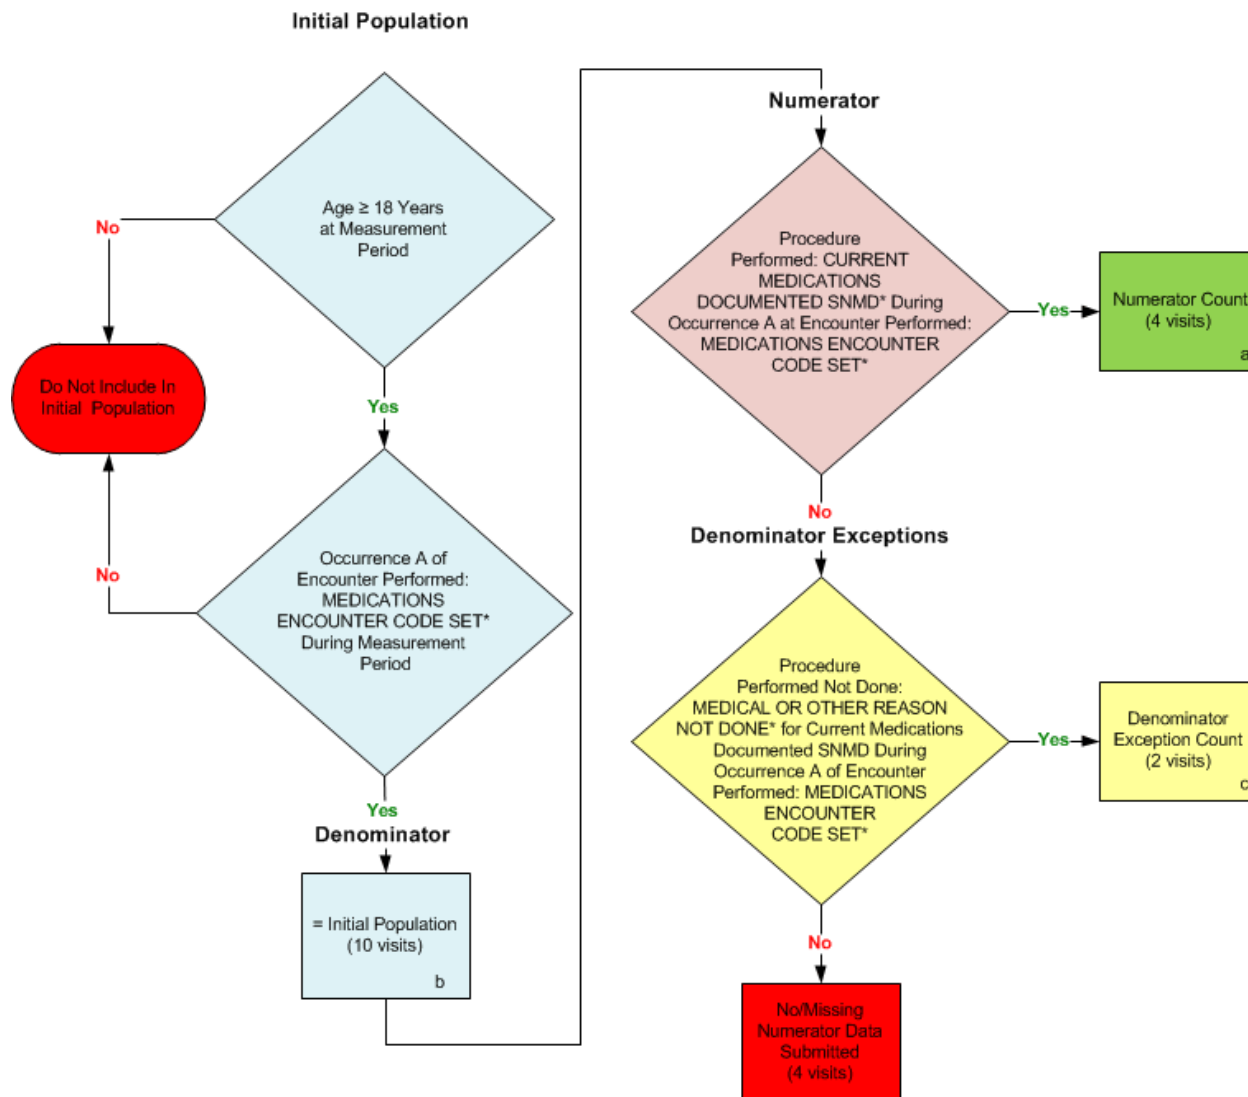 Initial Population
Age ≥ 18 Years
at Measurement
Period
No
Do Not Include In
Initial Population
Yes
Occurrence A of
Encounter Performed:
MEDICATIONS
ENCOUNTER CODE SET*
During Measurement
Period
No
Yes
Denominator
= Initial Population
(10 visits)
b
Numerator
Procedure
Performed: CURRENT
MEDICATIONS
DOCUMENTED SNMD* During
Occurrence A at Encounter Performed:
MEDICATIONS ENCOUNTER
CODE SET*
Yes
Numerator Count
(4 visits)
a
No
Denominator Exceptions
Procedure
Performed Not Done:
MEDICAL OR OTHER REASON
NOT DONE* for Current Medications
Documented SNMD During
Occurrence A of Encounter
Performed: MEDICATIONS
ENCOUNTER
CODE SET*
Yes
Denominator
Exception Count
(2 visits)
c
No
No/Missing
Numerator Data
Submitted
(4 visits)